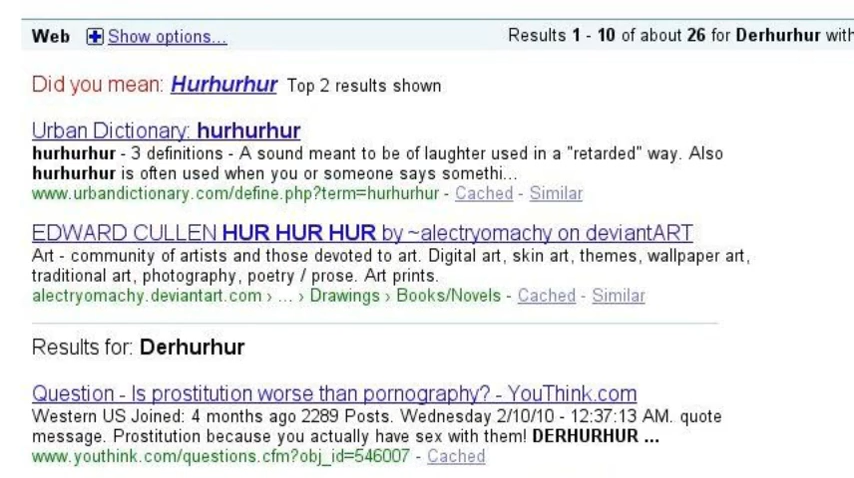 Web + Show options... Results 1 - 10 of about 26 for Derhurhur with
Did you mean: Hurhurhur Top 2 results shown
Urban Dictionary: hurhurhur
hurhurhur - 3 definitions - A sound meant to be of laughter used in a "retarded" way. Also
hurhurhur is often used when you or someone says somethi...
www.urbandictionary.com/define.php?term=hurhurhur - Cached - Similar
EDWARD CULLEN HUR HUR HUR by ~alectryomachy on deviantART
Art - community of artists and those devoted to art. Digital art, skin art, themes, wallpaper art,
traditional art, photography, poetry / prose. Art prints.
alectryomachy.deviantart.com › ... › Drawings › Books/Novels - Cached - Similar
Results for: Derhurhur
Question - Is prostitution worse than pornography? - YouThink.com
Western US Joined: 4 months ago 2289 Posts. Wednesday 2/10/10 - 12:37:13 AM. quote
message. Prostitution because you actually have sex with them! DERHURHUR ...
www.youthink.com/questions.cfm?obj_id=546007 - Cached